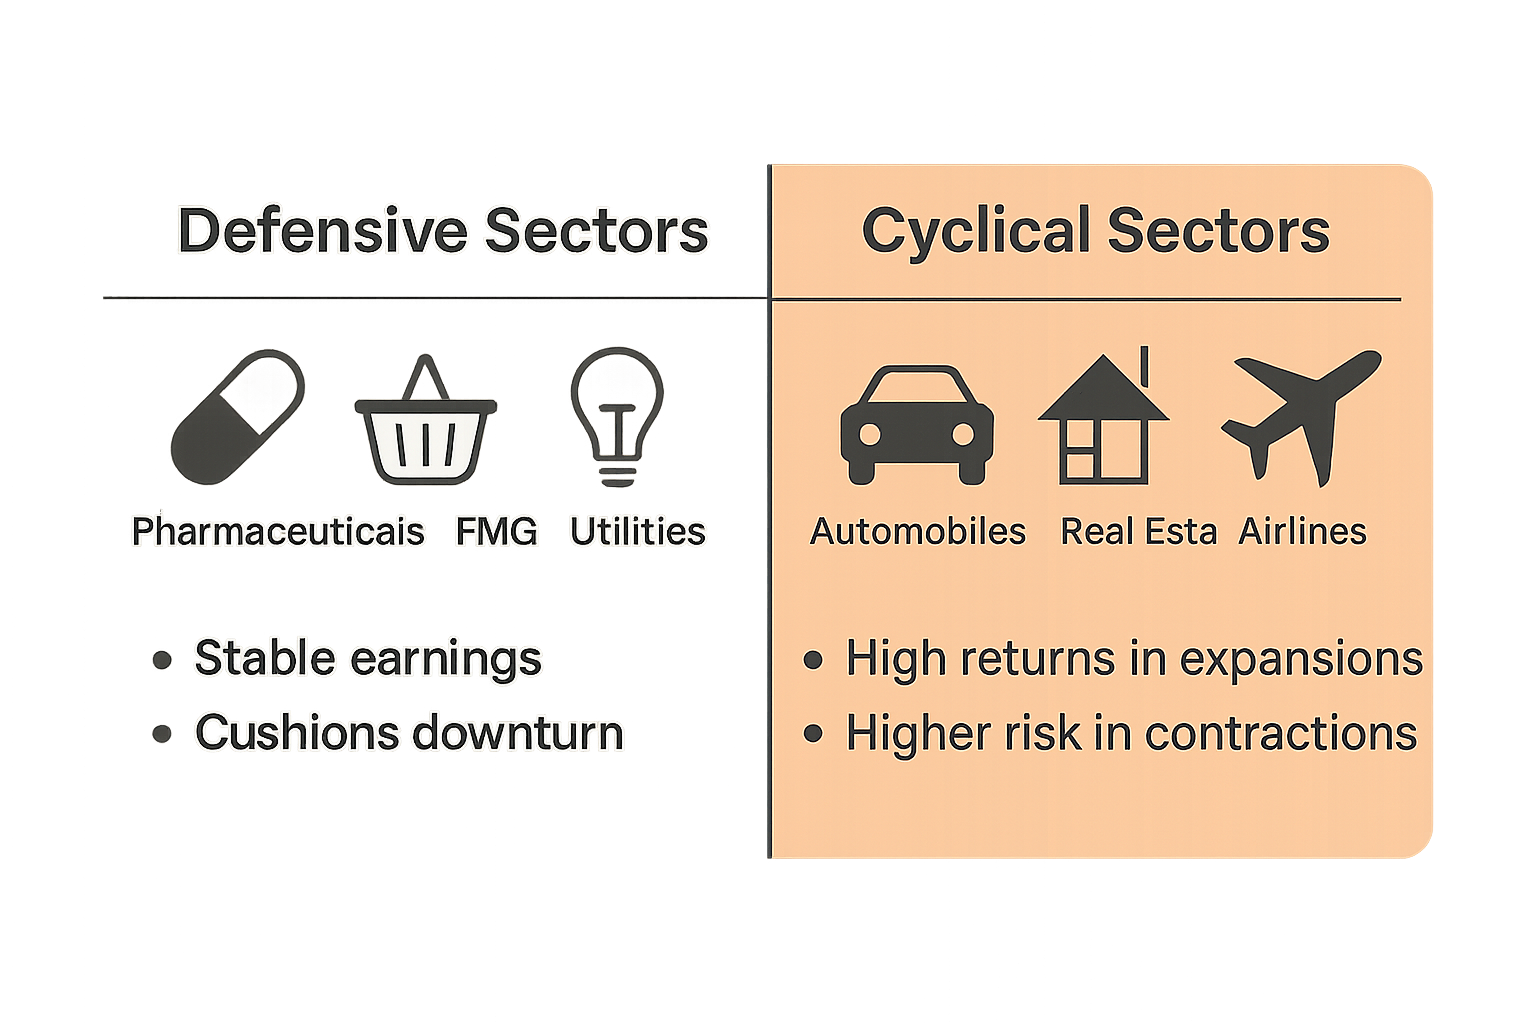 Defensive Sectors
Pharmaceuticais FMG Utilities
• Stable earnings
• Cushions downturn
Cyclical Sectors
Automobiles Real Esta Airlines
• High returns in expansions
• Higher risk in contractions